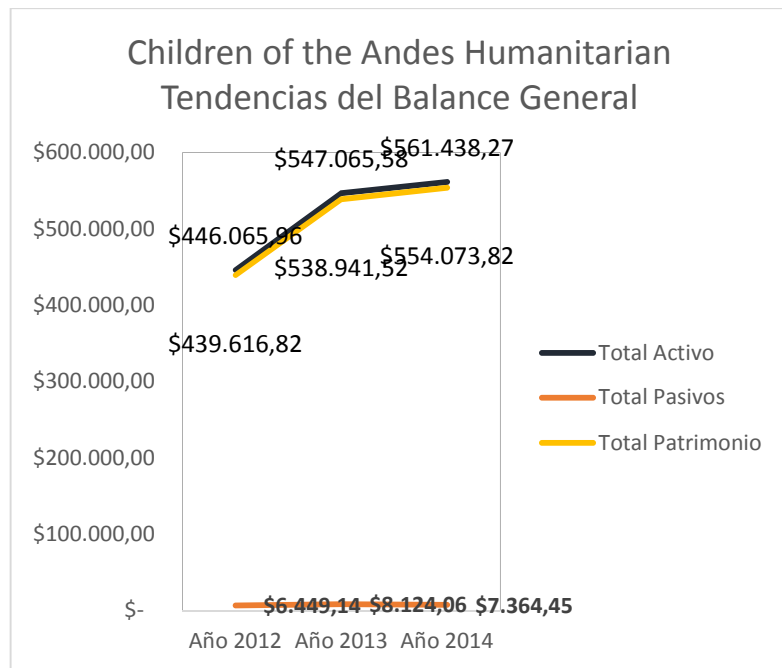 Children of the Andes Humanitarian
Tendencias del Balance General
$600.000,00
$500.000,00
$400.000,00
$300.000,00
$200.000,00
$100.000,00
$-
$446.065,96
$547.065,58
$561.438,27
$439.616,82
$538.941,52
$554.073,82
$6.449,14
$8.124,06
$7.364,45
Año 2012
Año 2013
Año 2014
Total Activo
Total Pasivos
Total Patrimonio